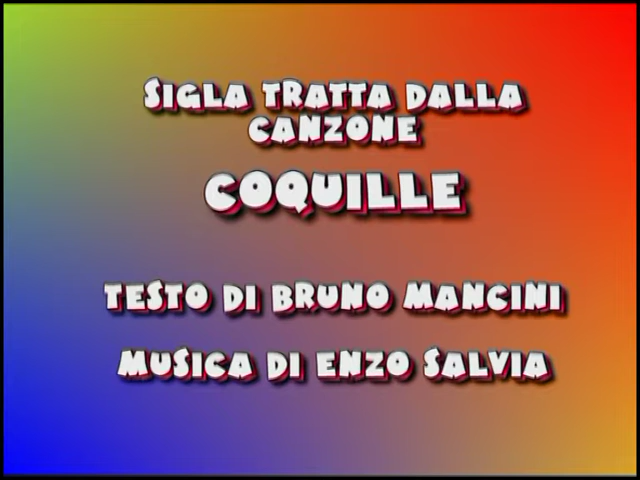 SIGLA TRATTA DALLA
CANZONE
COQUILLE
TESTO DI BRUNO MANCINI
MUSICA DI ENZO SALVIA